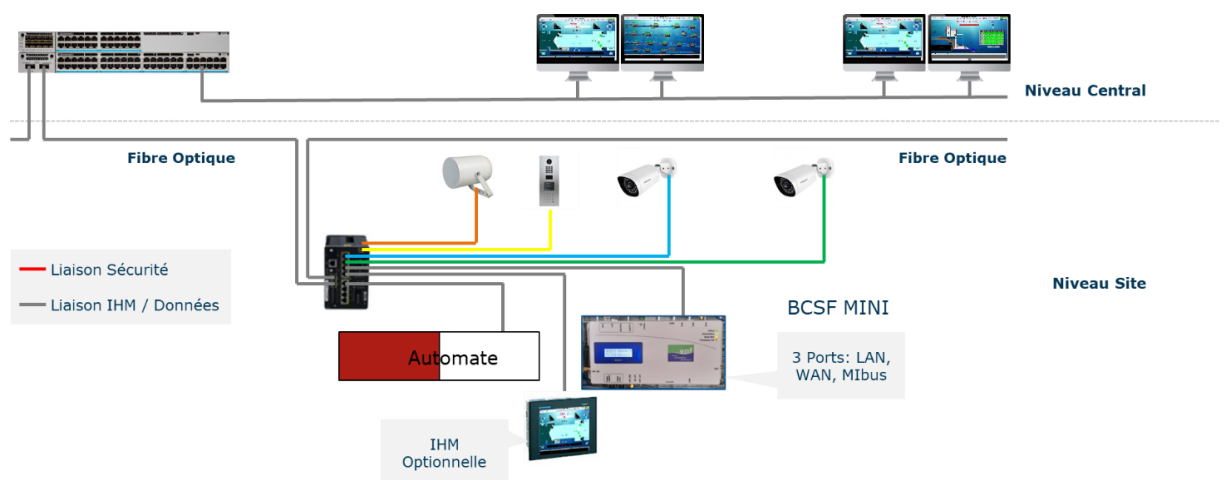 Niveau Central
Fibre Optique
Fibre Optique
Liaison Sécurité
Liaison IHM / Données
Niveau Site
BCSF MINI
Automate
3 Ports: LAN,
WAN, MIbus
IHM
Optionnelle